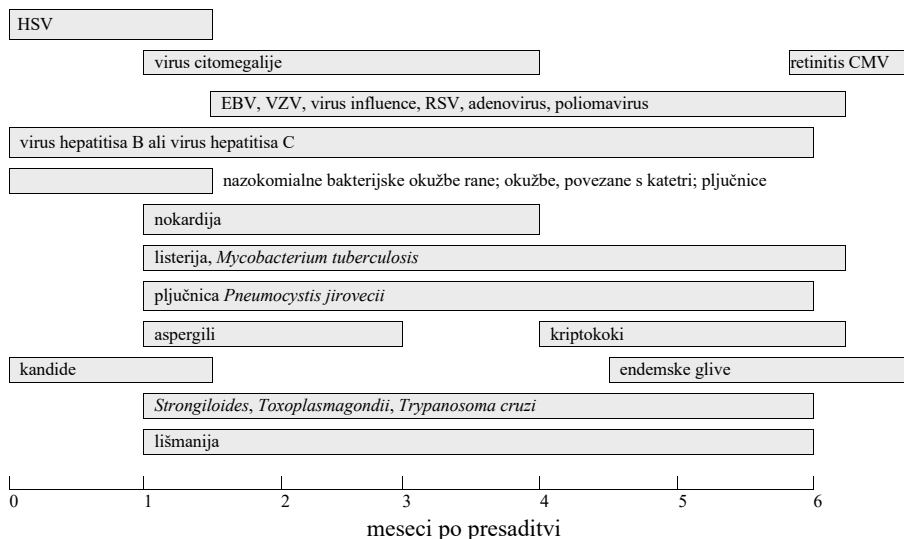 HSV
virus citomegalije retinitis CMV
EBV, VZV, virus influence, RSV, adenovirus, poliomavirus
virus hepatitisa B ali virus hepatitisa C
nazokomialne bakterijske okužbe rane; okužbe, povezane s katetri; pljučnice
nokardija
listerija, Mycobacterium tuberculosis
pljučnica Pneumocystis jirovecii
aspergili kriptokoki
kandide endemske glive
Strongiloides, Toxoplasmagondii, Trypanosoma cruzi
lišmanija
0 1 2 3 4 5 6
meseci po presaditvi